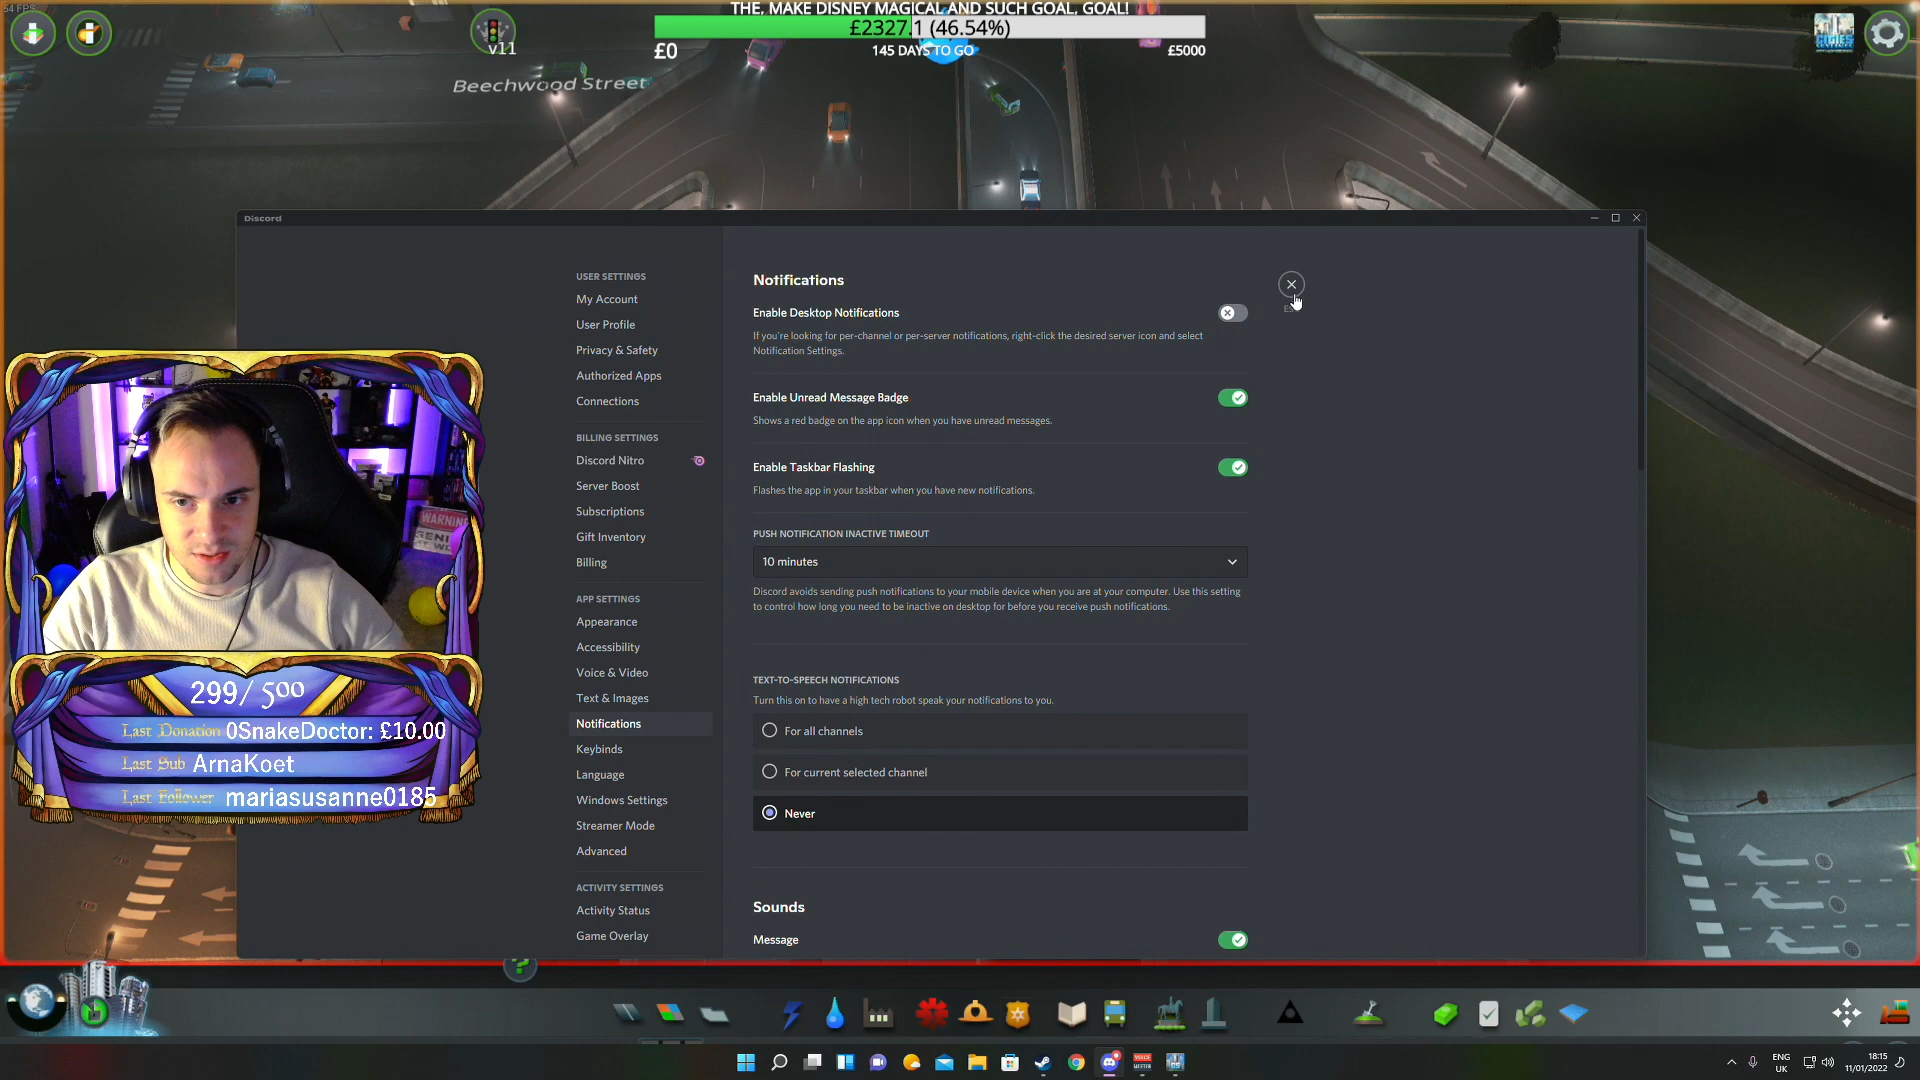 54 FPS
THE, MAKE DISNEY MAGICAL AND SUCH GOAL, GOAL!
£2327.1 (46.54%)
£0
145 DAYS TO GO
£5000
v11
Beechwood Street
Discord
USER SETTINGS
My Account
User Profile
Privacy & Safety
Authorized Apps
Connections
BILLING SETTINGS
Discord Nitro
Server Boost
Subscriptions
Gift Inventory
Billing
APP SETTINGS
Appearance
Accessibility
Voice & Video
Text & Images
Notifications
Keybinds
Language
Windows Settings
Streamer Mode
Advanced
ACTIVITY SETTINGS
Activity Status
Game Overlay
Notifications
Enable Desktop Notifications
If you're looking for per-channel or per-server notifications, right-click the desired server icon and select
Notification Settings.
Enable Unread Message Badge
Shows a red badge on the app icon when you have unread messages.
Enable Taskbar Flashing
Flashes the app in your taskbar when you have new notifications.
PUSH NOTIFICATION INACTIVE TIMEOUT
10 minutes
Discord avoids sending push notifications to your mobile device when you are at your computer. Use this setting
to control how long you need to be inactive on desktop for before you receive push notifications.
TEXT-TO-SPEECH NOTIFICATIONS
Turn this on to have a high tech robot speak your notifications to you.
For all channels
For current selected channel
Never
Sounds
Message
WARNING
299/500
Last Donation 0SnakeDoctor: £10.00
Last Sub ArnaKoet
Last Follower mariasusanne0185
ENG
UK
18:15
11/01/2022